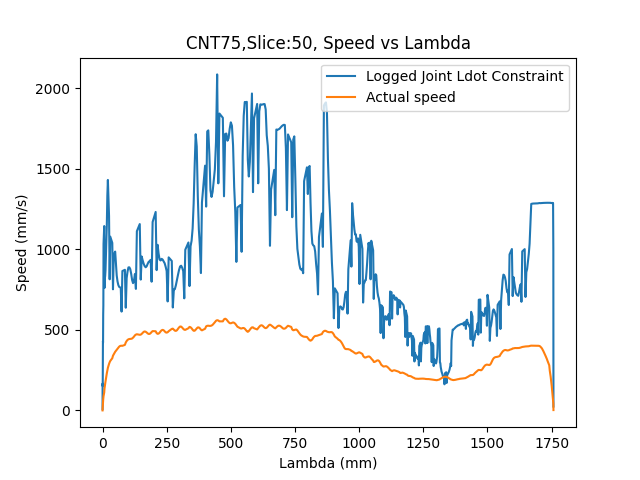 CNT75,Slice:50, Speed vs Lambda
Logged Joint Ldot Constraint
Actual speed
2000
1500
1000
500
0
Speed (mm/s)
0 250 500 750 1000 1250 1500 1750
Lambda (mm)